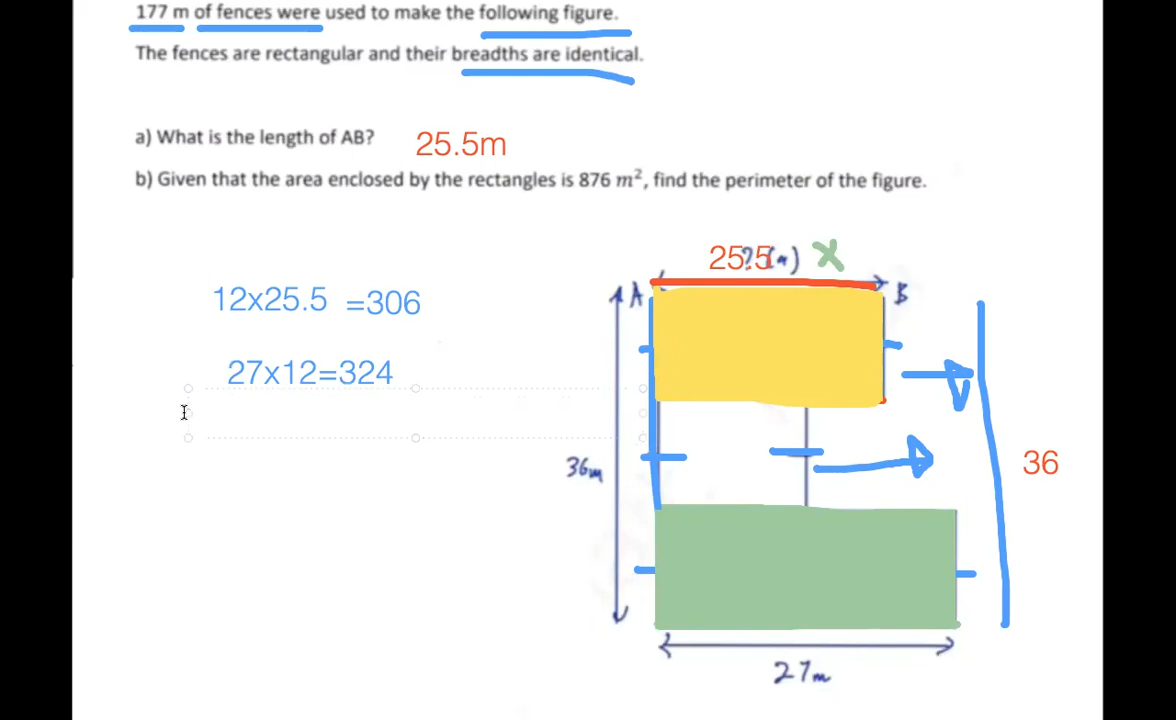 177 m of fences were used to make the following figure.
The fences are rectangular and their breadths are identical.
a) What is the length of AB? 25.5m
b) Given that the area enclosed by the rectangles is 876 m², find the perimeter of the figure.
25.5 ?(m) X
A B
12x25.5 =306
27x12=324
36m
36
27m